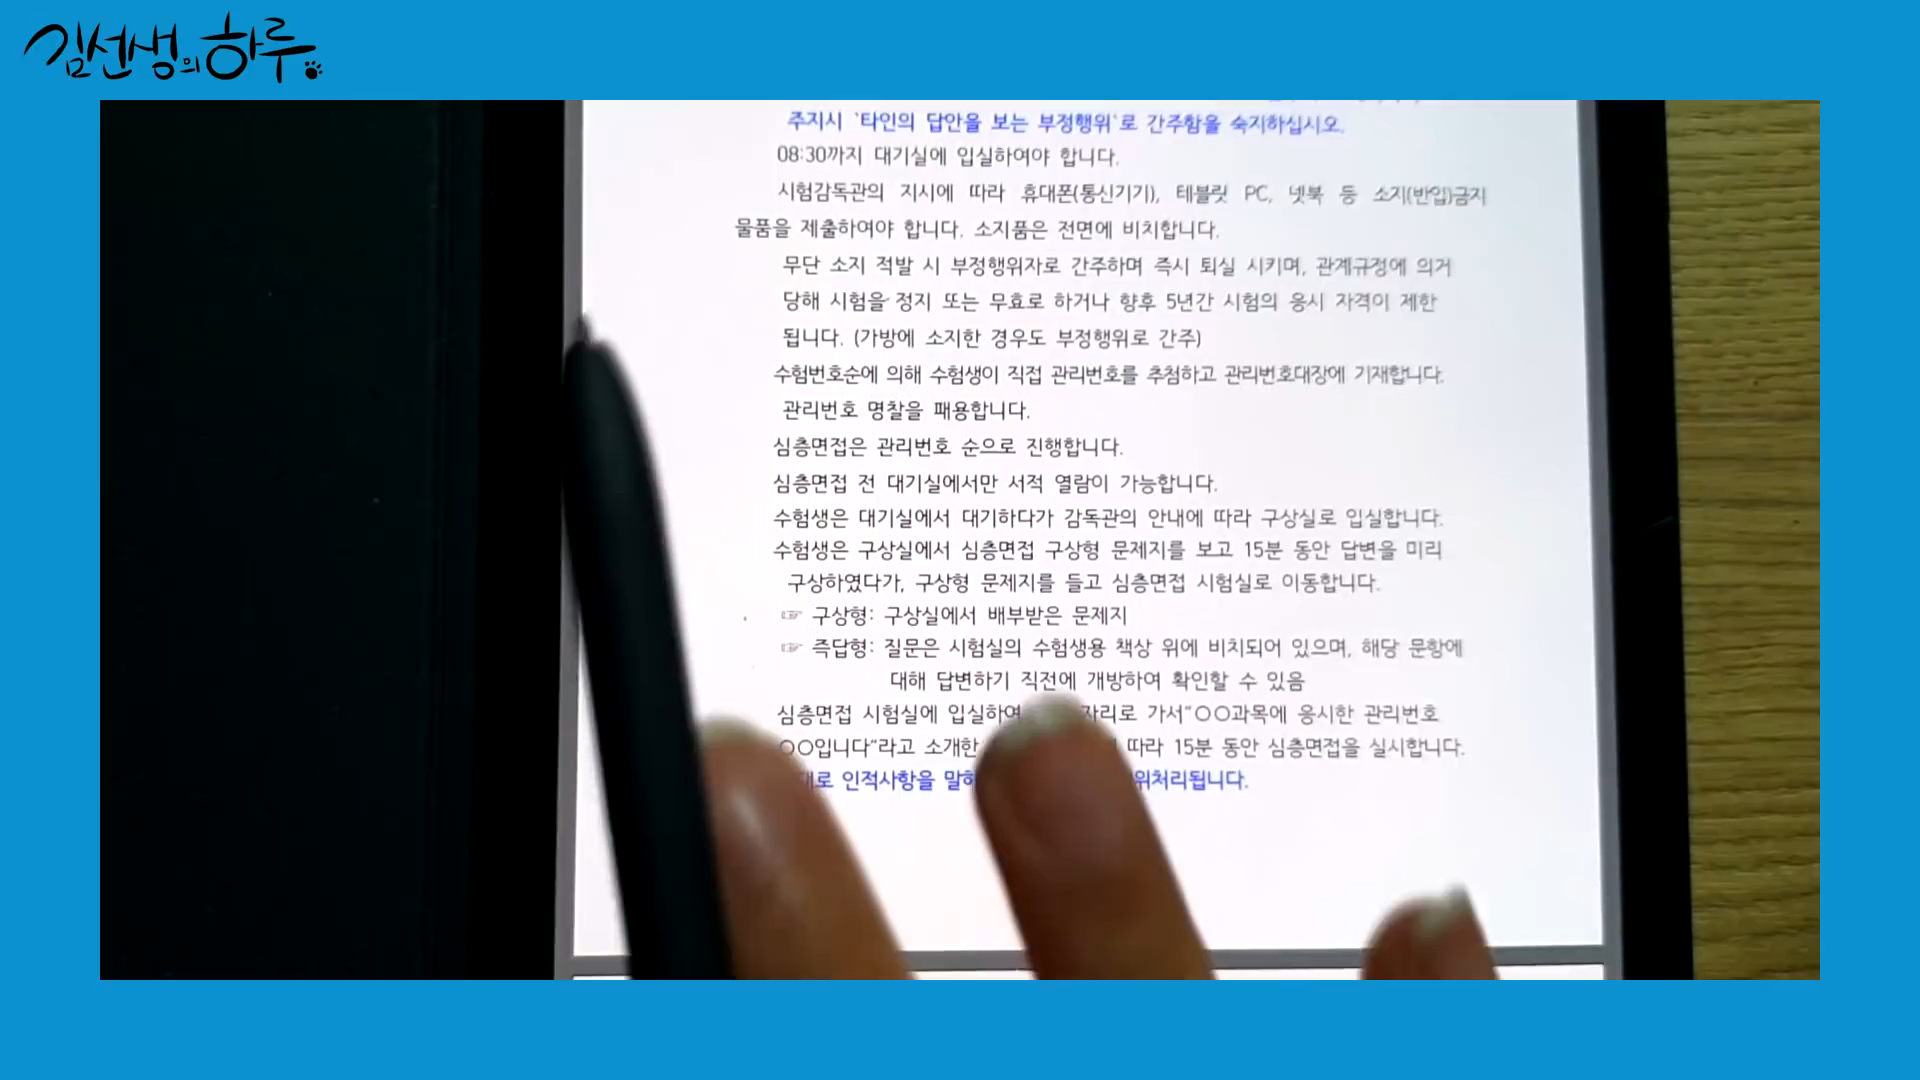 김선생의하루
주지시 '타인의 답안을 보는 부정행위'로 간주함을 숙지하십시오.
08:30까지 대기실에 입실하여야 합니다.
시험감독관의 지시에 따라 휴대폰(통신기기), 테블릿 PC, 넷북 등 소지(반입)금지
물품을 제출하여야 합니다. 소지품은 전면에 비치합니다.
무단 소지 적발 시 부정행위자로 간주하며 즉시 퇴실 시키며, 관계규정에 의거
당해 시험을 정지 또는 무효로 하거나 향후 5년간 시험의 응시 자격이 제한
됩니다. (가방에 소지한 경우도 부정행위로 간주)
수험번호순에 의해 수험생이 직접 관리번호를 추첨하고 관리번호대장에 기재합니다.
관리번호 명찰을 패용합니다.
심층면접은 관리번호 순으로 진행합니다.
심층면접 전 대기실에서만 서적 열람이 가능합니다.
수험생은 대기실에서 대기하다가 감독관의 안내에 따라 구상실로 입실합니다.
수험생은 구상실에서 심층면접 구상형 문제지를 보고 15분 동안 답변을 미리
구상하였다가, 구상형 문제지를 들고 심층면접 시험실로 이동합니다.
☞ 구상형: 구상실에서 배부받은 문제지
☞ 즉답형: 질문은 시험실의 수험생용 책상 위에 비치되어 있으며, 해당 문항에
대해 답변하기 직전에 개방하여 확인할 수 있음
심층면접 시험실에 입실하여 자리로 가서"○○과목에 응시한 관리번호
○○입니다"라고 소개한 따라 15분 동안 심층면접을 실시합니다.
대로 인적사항을 말하 위처리됩니다.